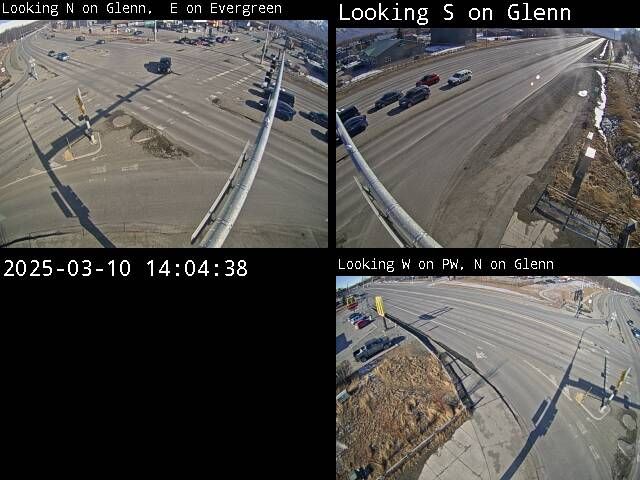 Looking N on Glenn,  E on Evergreen
Looking S on Glenn
2025-03-10 14:04:38
Looking W on PW, N on Glenn